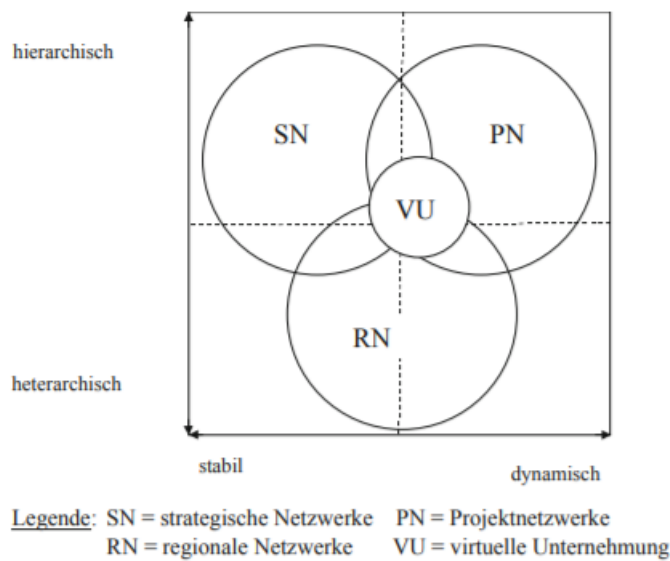 hierarchisch
SN
PN
VU
RN
heterarchisch
stabil
dynamisch
Legende: SN = strategische Netzwerke PN = Projektnetzwerke
RN = regionale Netzwerke VU = virtuelle Unternehmung